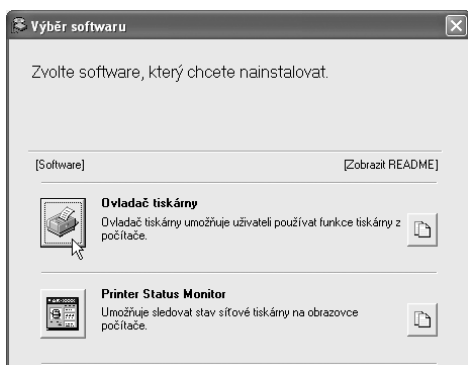 Výběr softwaru
Zvolte software, který chcete nainstalovat.
[Software] [Zobrazit README]
Ovladač tiskárny
Ovladač tiskárny umožňuje uživateli používat funkce tiskárny z
počítače.
Printer Status Monitor
Umožňuje sledovat stav síťové tiskárny na obrazovce
počítače.